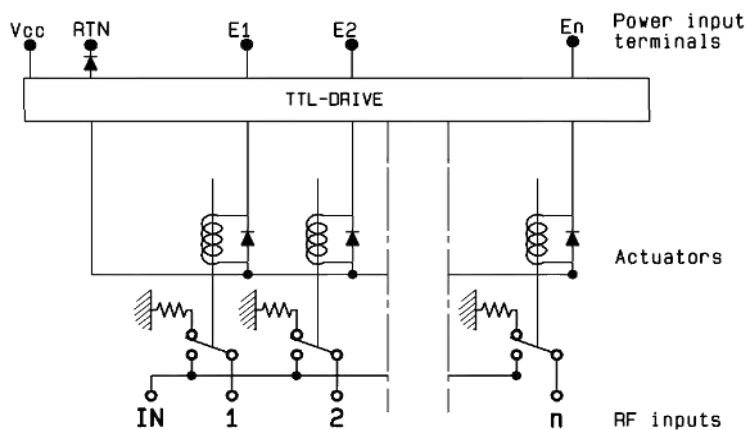 Vcc RTN E1 E2 En Power input
terminals
TTL-DRIVE
Actuators
IN 1 2 n RF inputs